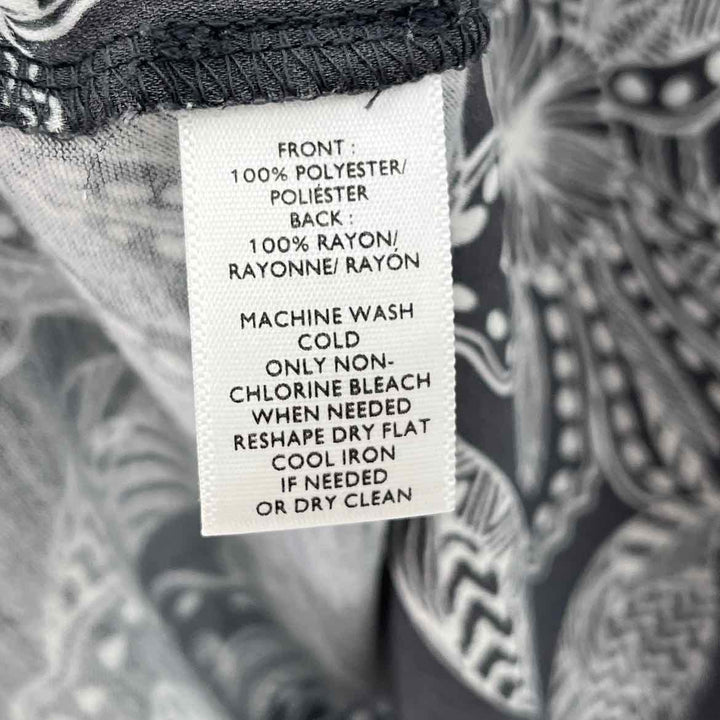 FRONT :
100% POLYESTER/
POLIÉSTER
BACK :
100% RAYON/
RAYONNE/ RAYÓN
MACHINE WASH
COLD
ONLY NON-
CHLORINE BLEACH
WHEN NEEDED
RESHAPE DRY FLAT
COOL IRON
IF NEEDED
OR DRY CLEAN